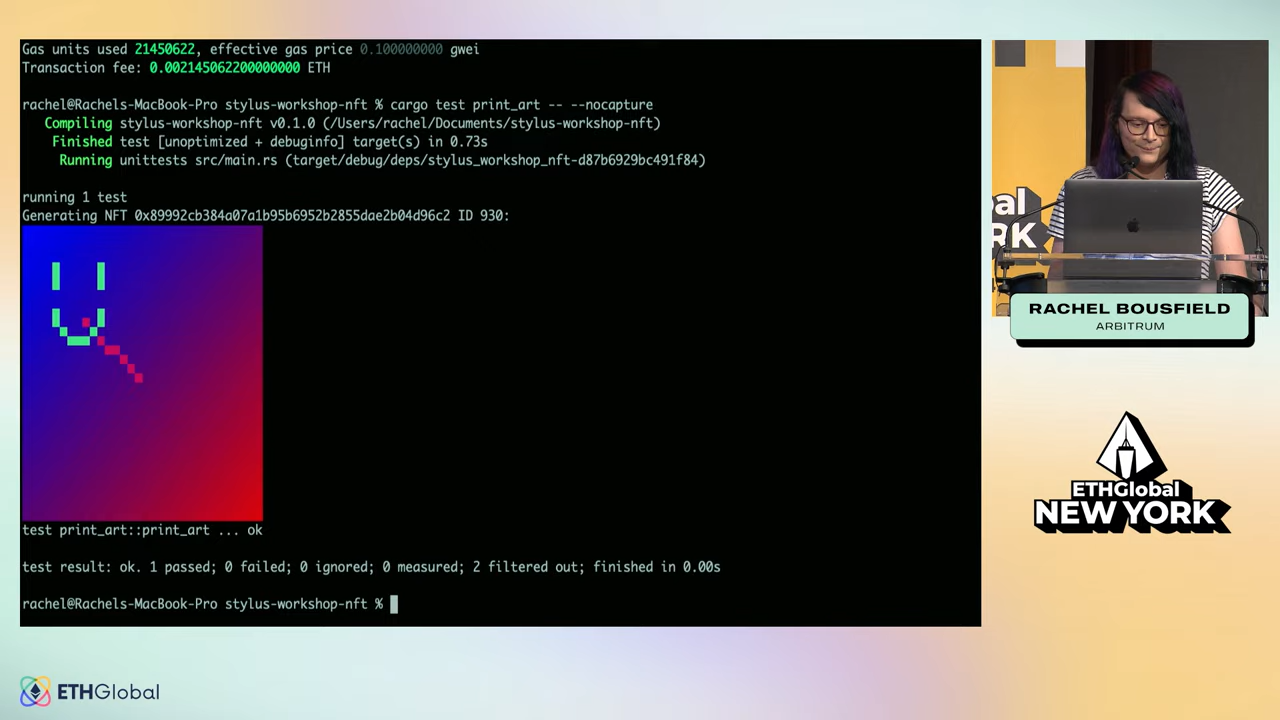 Gas units used 21450622, effective gas price 0.100000000 gwei
Transaction fee: 0.002145062200000000 ETH
rachel@Rachels-MacBook-Pro stylus-workshop-nft % cargo test print_art -- --nocapture
Compiling stylus-workshop-nft v0.1.0 (/Users/rachel/Documents/stylus-workshop-nft)
Finished test [unoptimized + debuginfo] target(s) in 0.73s
Running unittests src/main.rs (target/debug/deps/stylus_workshop_nft-d87b6929bc491f84)
running 1 test
Generating NFT 0x89992cb384a07a1b95b6952b2855dae2b04d96c2 ID 930:
test print_art::print_art ... ok
test result: ok. 1 passed; 0 failed; 0 ignored; 0 measured; 2 filtered out; finished in 0.00s
rachel@Rachels-MacBook-Pro stylus-workshop-nft %
RACHEL BOUSFIELD
ARBITRUM
ETHGlobal
NEW YORK
ETHGlobal